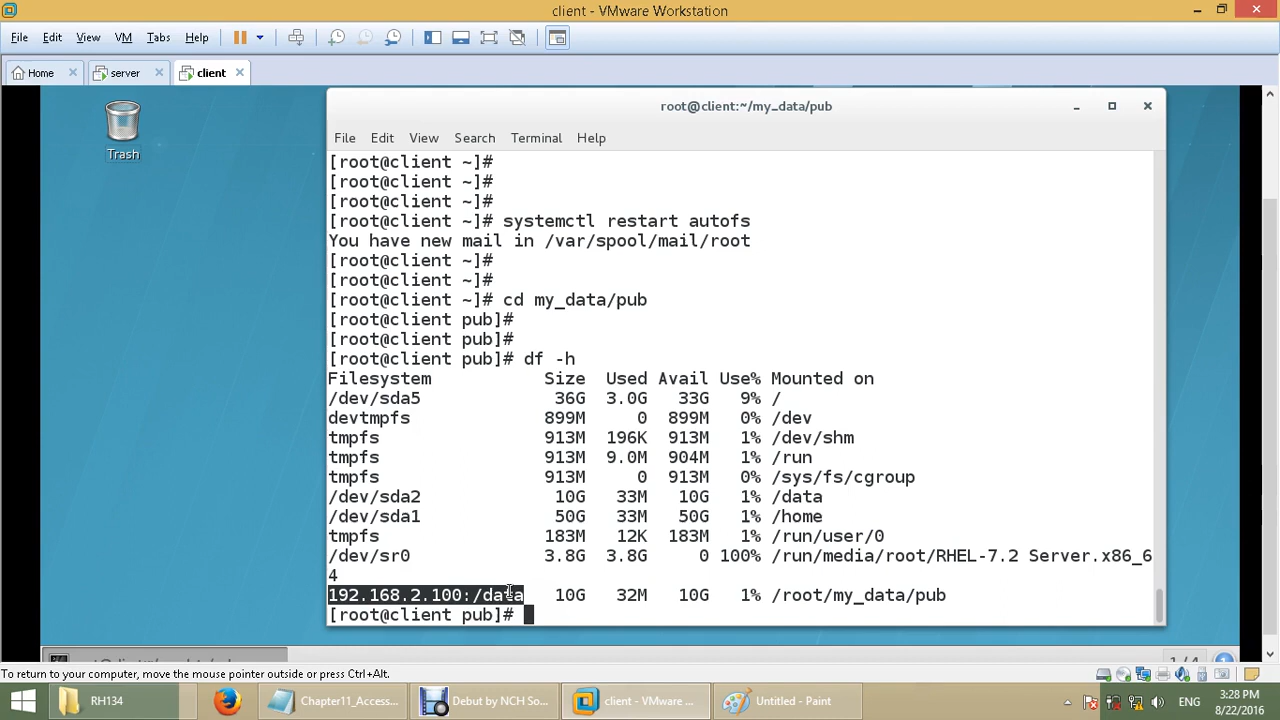 client - VMware Workstation
File Edit View VM Tabs Help
Home server client
Trash
root@client:~/my_data/pub
File Edit View Search Terminal Help
[root@client ~]#
[root@client ~]#
[root@client ~]#
[root@client ~]# systemctl restart autofs
You have new mail in /var/spool/mail/root
[root@client ~]#
[root@client ~]#
[root@client ~]# cd my_data/pub
[root@client pub]#
[root@client pub]#
[root@client pub]# df -h
Filesystem Size Used Avail Use% Mounted on
/dev/sda5 36G 3.0G 33G 9% /
devtmpfs 899M 0 899M 0% /dev
tmpfs 913M 196K 913M 1% /dev/shm
tmpfs 913M 9.0M 904M 1% /run
tmpfs 913M 0 913M 0% /sys/fs/cgroup
/dev/sda2 10G 33M 10G 1% /data
/dev/sda1 50G 33M 50G 1% /home
tmpfs 183M 12K 183M 1% /run/user/0
/dev/sr0 3.8G 3.8G 0 100% /run/media/root/RHEL-7.2 Server.x86_6
4
192.168.2.100:/data 10G 32M 10G 1% /root/my_data/pub
[root@client pub]#
To return to your computer, move the mouse pointer outside or press Ctrl+Alt.
RH134 Chapter11_Access... Debut by NCH So... client - VMware ... Untitled - Paint ENG 3:28 PM
8/22/2016